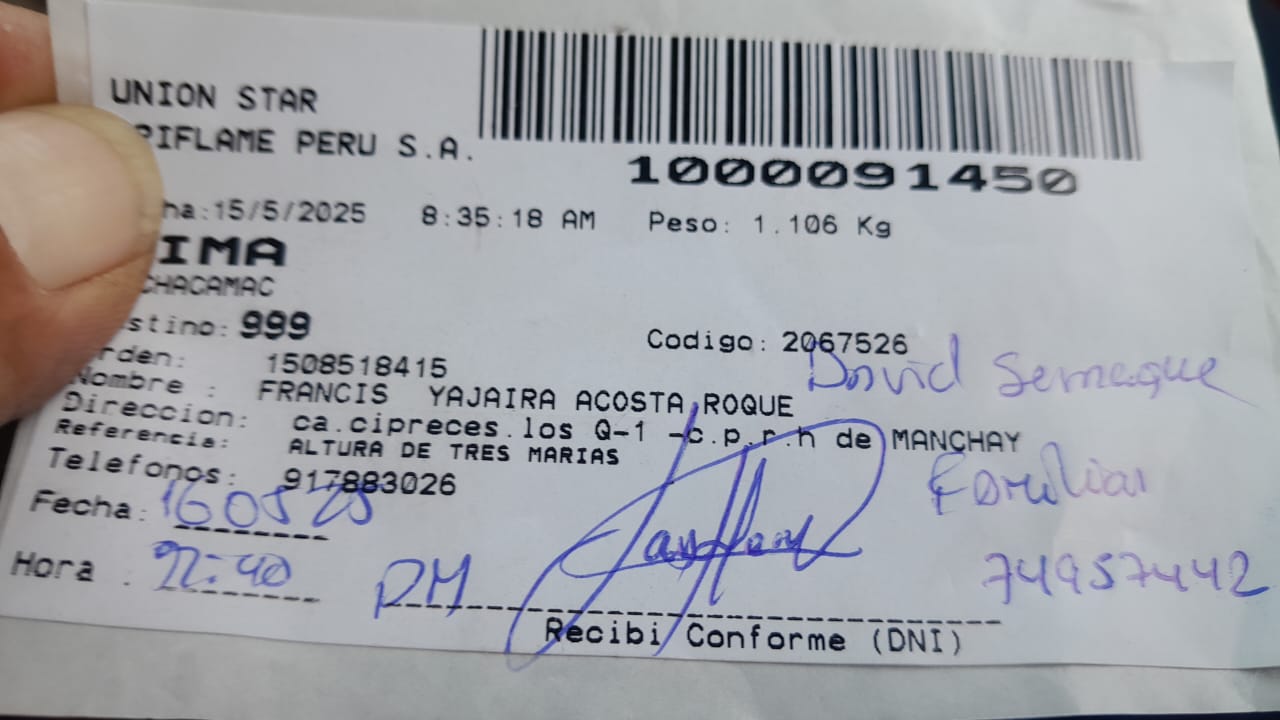 UNION STAR
RIFLAME PERU S.A.
1000091450
ha:15/5/2025 8:35:18 AM Peso: 1.106 Kg
IMA
CHACAMAC
stino: 999
Codigo: 2067526
rden: 1508518415
David Semaque
Nombre : FRANCIS YAJAIRA ACOSTA ROQUE
Direccion: ca.cipreces.los Q-1 -c.p.r.h de MANCHAY
Referencia: ALTURA DE TRES MARIAS
Telefonos: 917883026
Familiar
Fecha: 16 05 25
Hora : :40 PM
74957442
Recibi Conforme (DNI)